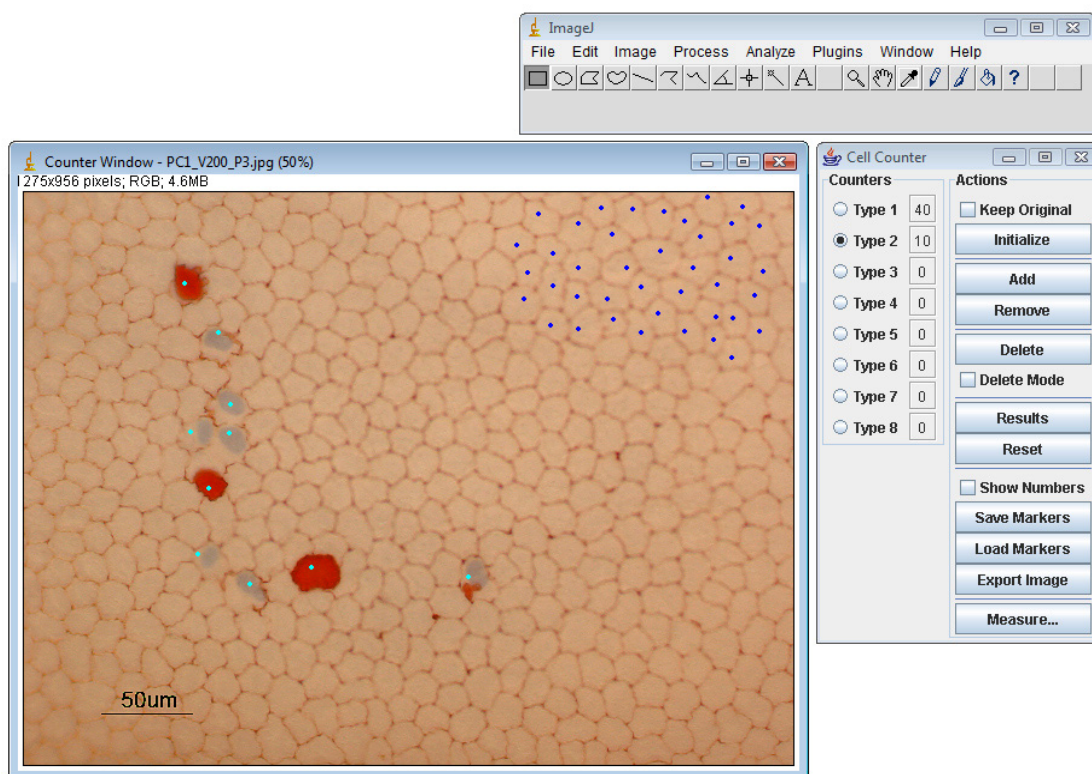 ImageJ
File Edit Image Process Analyze Plugins Window Help
A ?
Counter Window - PC1_V200_P3.jpg (50%)
1275x956 pixels; RGB; 4.6MB
50um
Cell Counter
Counters Actions
Type 1 40 Keep Original
Type 2 10 Initialize
Type 3 0 Add
Type 4 0 Remove
Type 5 0 Delete
Type 6 0 Delete Mode
Type 7 0 Results
Type 8 0 Reset
Show Numbers
Save Markers
Load Markers
Export Image
Measure...